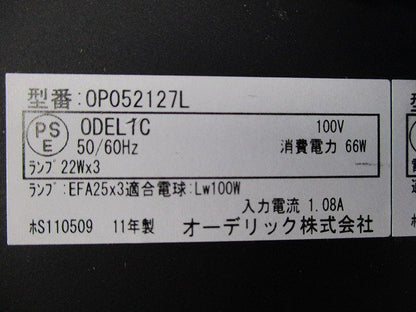 型番:OP052127L
PS E ODELIC 100V
50/60Hz 消費電力 66W
ランプ 22Wx3
ランプ:EFA25x3適合電球:Lw100W
入力電流 1.08A
ホS110509 11年製 オーデリック株式会社